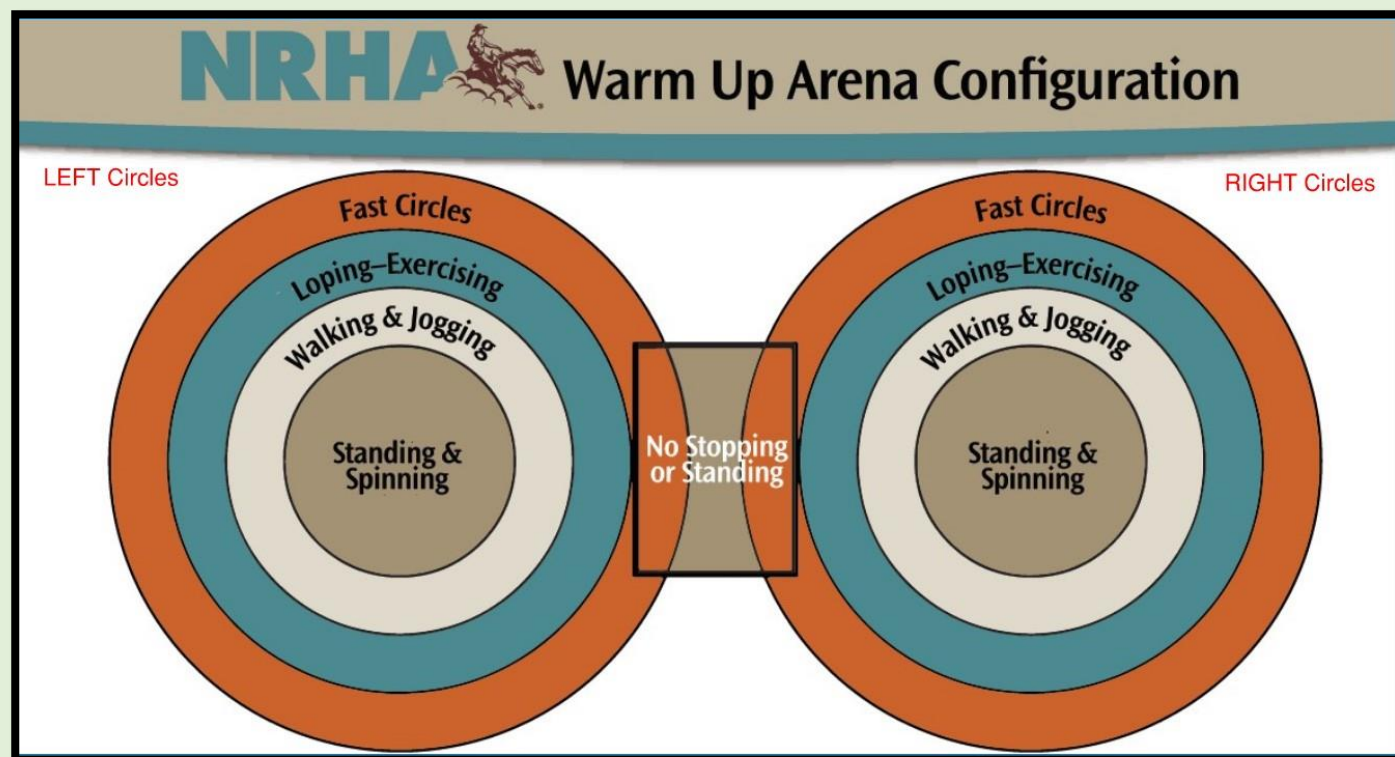 NRHA Warm Up Arena Configuration
LEFT Circles
RIGHT Circles
Fast Circles
Loping–Exercising
Walking & Jogging
Standing &
Spinning
No Stopping
or Standing
Fast Circles
Loping–Exercising
Walking & Jogging
Standing &
Spinning